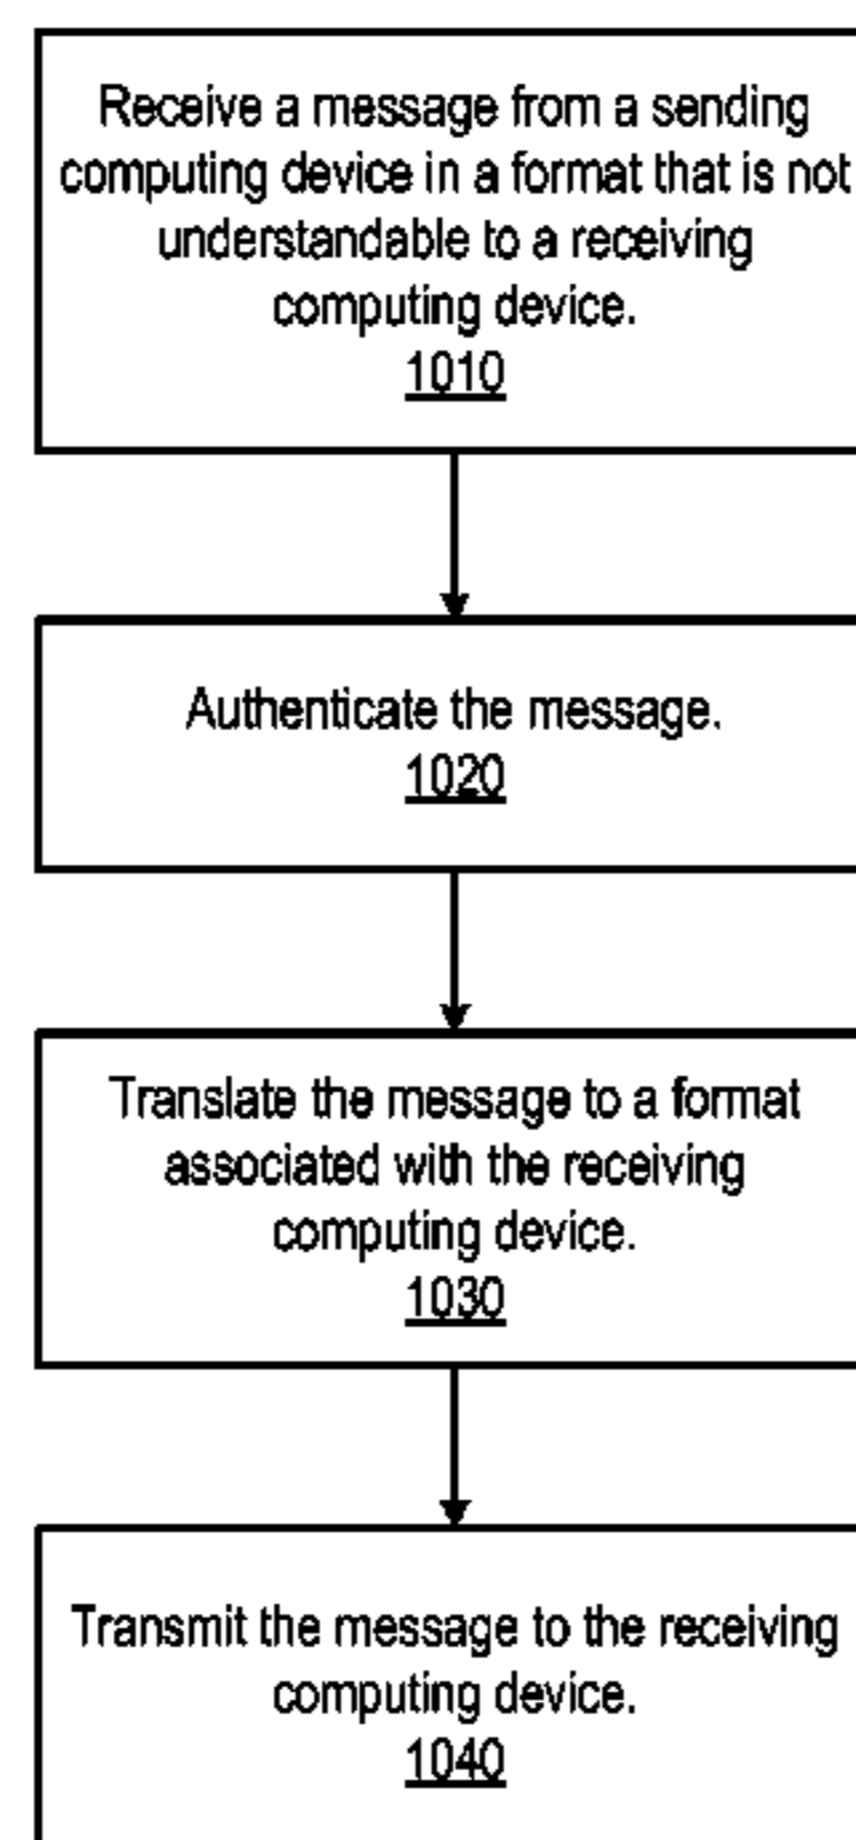 Receive a message from a sending
computing device in a format that is not
understandable to a receiving
computing device.
1010
Authenticate the message.
1020
Translate the message to a format
associated with the receiving
computing device.
1030
Transmit the message to the receiving
computing device.
1040